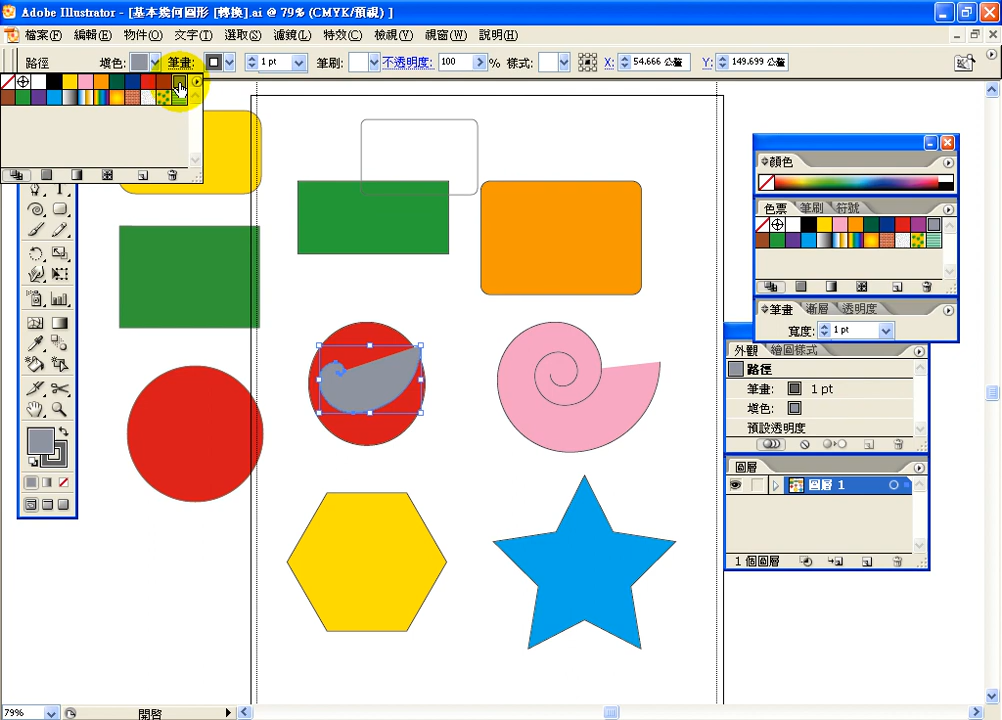 Adobe Illustrator - [基本幾何圖形 [轉換].ai @ 79% (CMYK/預視) ]
檔案(F) 編輯(E) 物件(O) 文字(T) 選取(S) 濾鏡(L) 特效(C) 檢視(V) 視窗(W) 說明(H)
路徑 填色: 筆畫: 1 pt 筆刷: 不透明度: 100 % 樣式: X: 54.666 公釐 Y: 149.699 公釐
顏色
色票 筆刷 符號
筆畫 漸層 透明度
寬度: 1 pt
外觀 繪圖樣式
路徑
筆畫: 1 pt
填色:
預設透明度
圖層
圖層 1
1 個圖層
79% 開啓